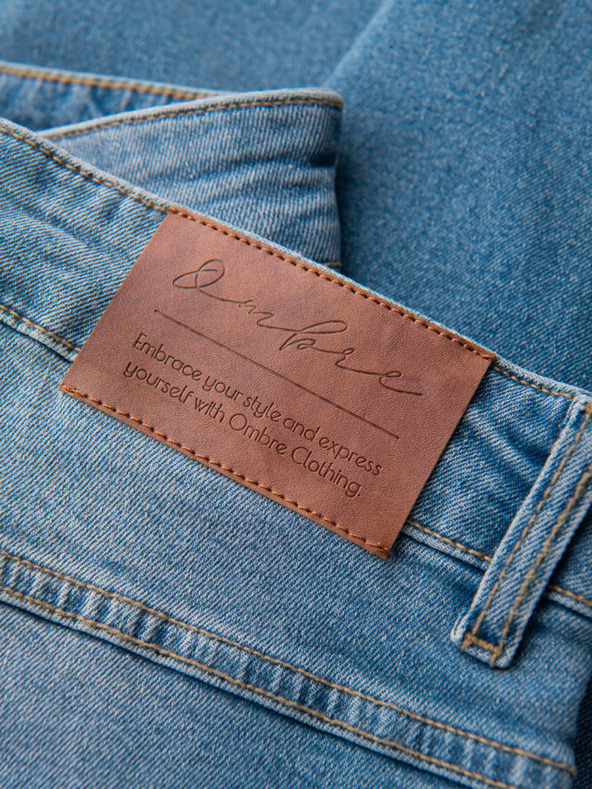 Ombre
Embrace your style and express
yourself with Ombre Clothing.